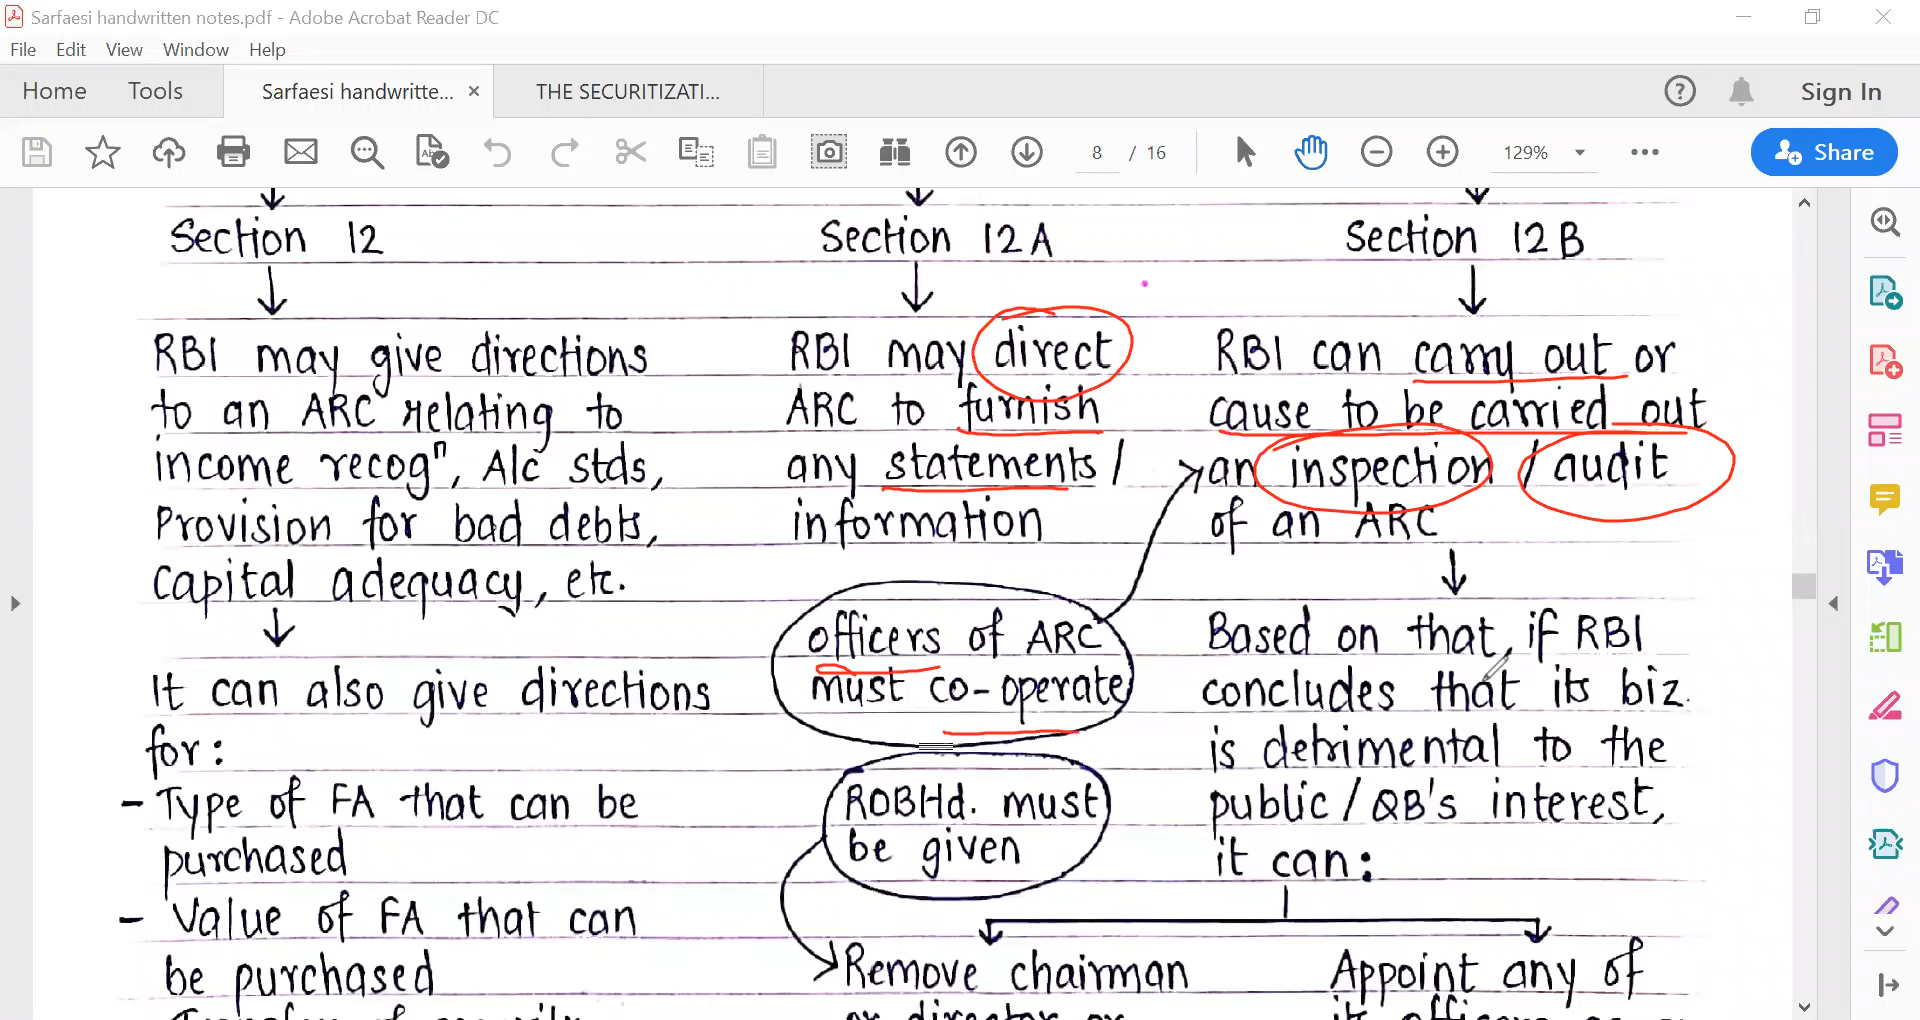 Sarfaesi handwritten notes.pdf - Adobe Acrobat Reader DC
File Edit View Window Help
Home Tools Sarfaesi handwritte... × THE SECURITIZATI... Sign In
8 / 16 129% Share
Section 12
RBI may give directions
to an ARC relating to
income recogⁿ, A/c stds,
Provision for bad debts,
Capital adequacy, etc.
It can also give directions
for:
- Type of FA that can be
purchased
- Value of FA that can
be purchased
Section 12A
RBI may direct
ARC to furnish
any statements /
information
officers of ARC
must co-operate
ROBHd. must
be given
Section 12B
RBI can carry out or
cause to be carried out
an inspection / audit
of an ARC
Based on that, if RBI
concludes that its biz.
is detrimental to the
public / QB's interest,
it can:
Remove chairman
or director or
Appoint any of